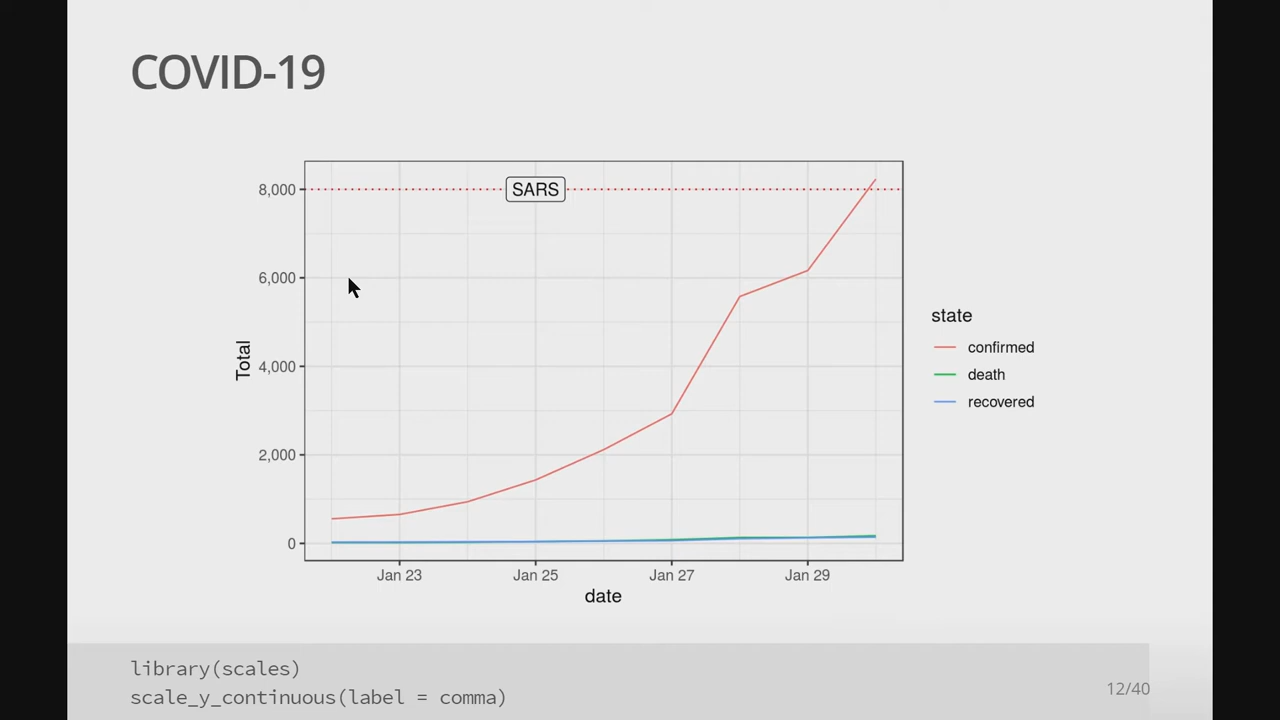 COVID-19
8,000
SARS
6,000
4,000
2,000
0
Total
Jan 23 Jan 25 Jan 27 Jan 29
date
state
confirmed
death
recovered
library(scales)
scale_y_continuous(label = comma)
12/40